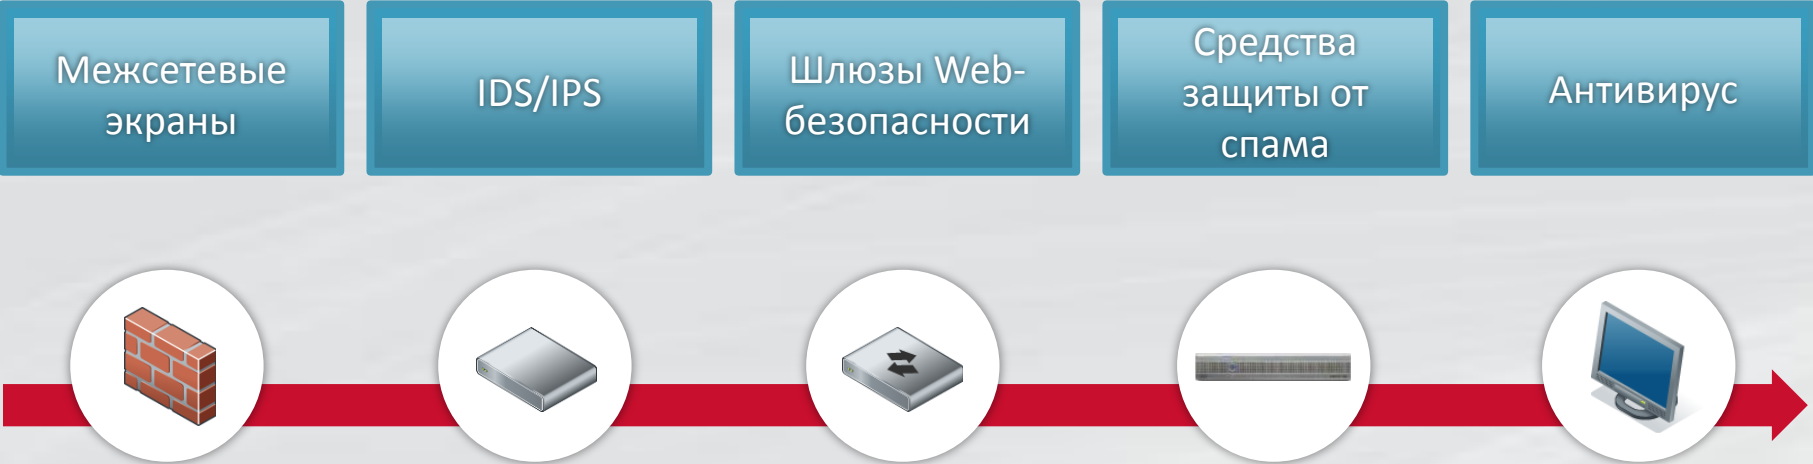 Межсетевые
экраны
IDS/IPS
Шлюзы Web-
безопасности
Средства
защиты от
спама
Антивирус